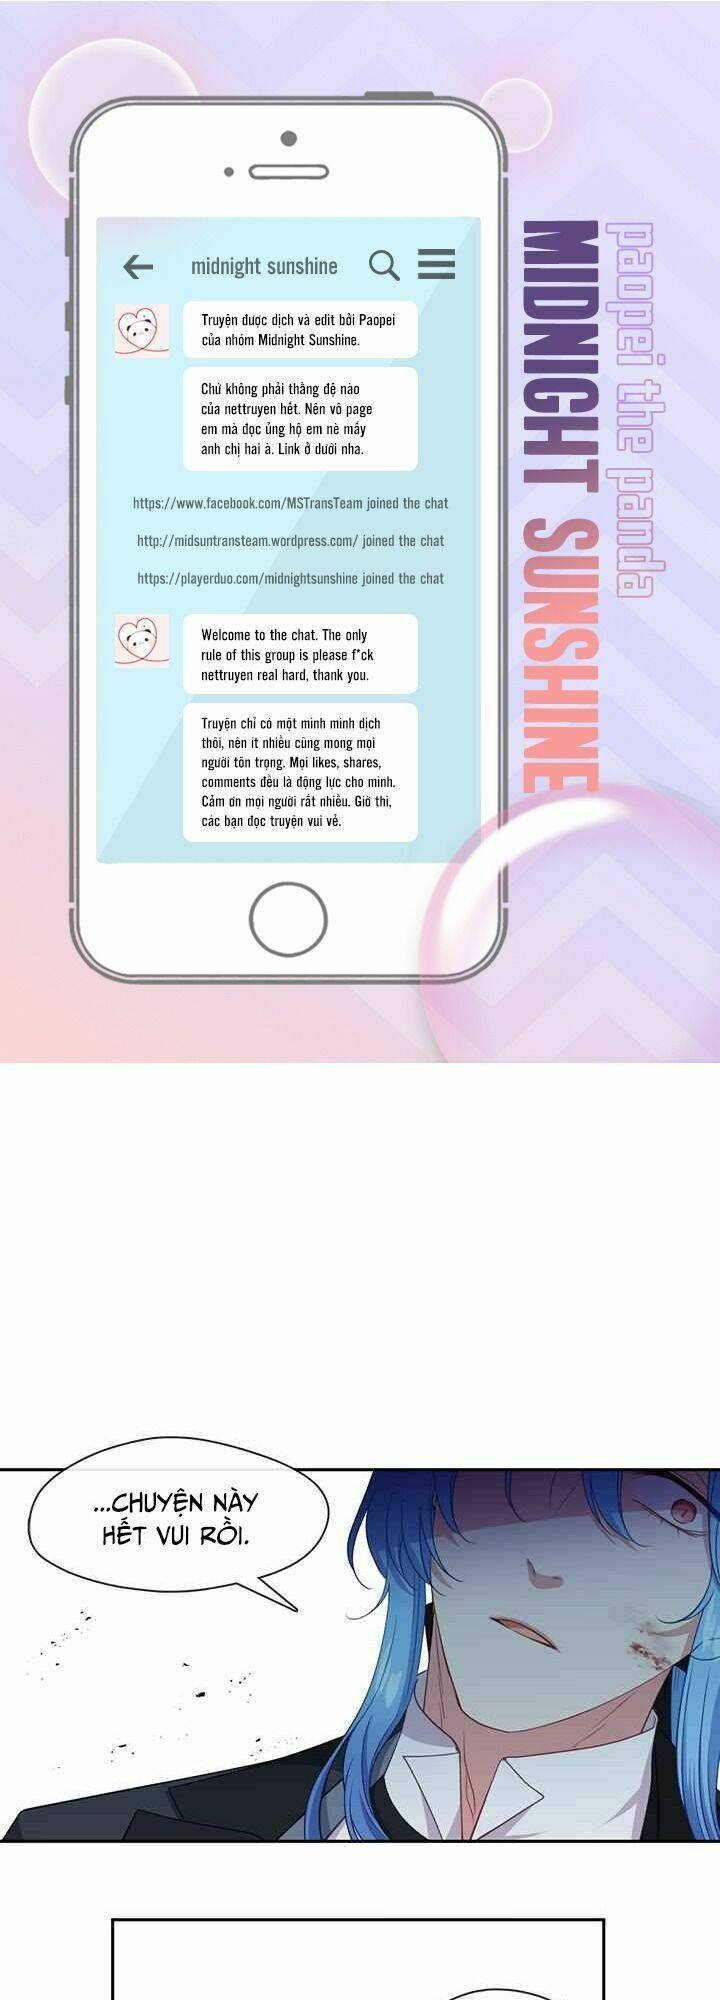 midnight sunshine
Truyện được dịch và edit bởi Paopei
của nhóm Midnight Sunshine.
Chứ không phải thằng đệ nào
của nettruyen hết. Nên vô page
em mà đọc ủng hộ em nè mấy
anh chị hai à. Link ở dưới nha.
https://www.facebook.com/MSTransTeam joined the chat
http://midsuntransteam.wordpress.com/ joined the chat
https://playerduo.com/midnightsunshine joined the chat
Welcome to the chat. The only
rule of this group is please f*ck
nettruyen real hard, thank you.
Truyện chỉ có một mình mình dịch
thôi, nên ít nhiều cũng mong mọi
người tôn trọng. Mọi likes, shares,
comments đều là động lực cho mình.
Cảm ơn mọi người rất nhiều. Giờ thì,
các bạn đọc truyện vui vẻ.
paopei the panda
MIDNIGHT SUNSHINE
...CHUYỆN NÀY
HẾT VUI RỒI.